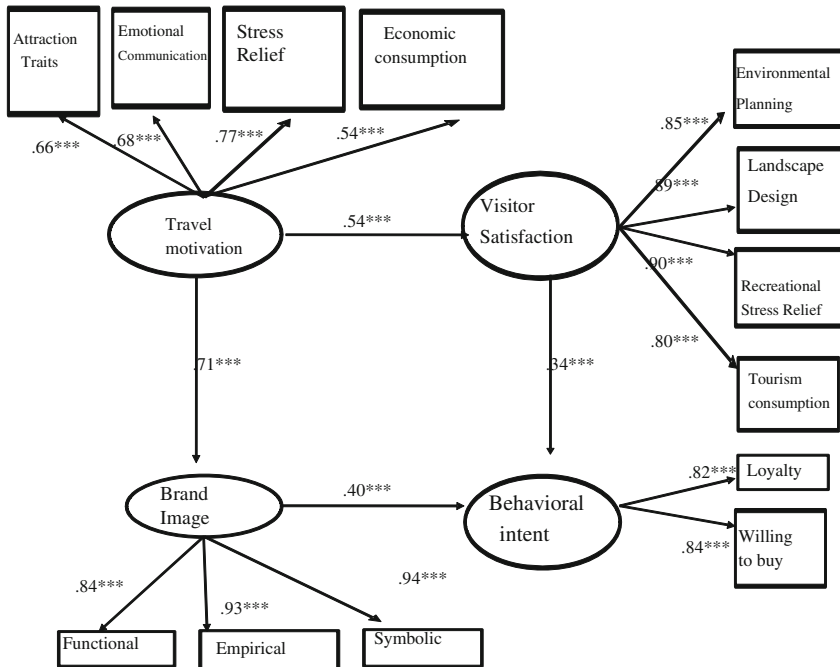 Attraction
Traits
Emotional
Communication
Stress
Relief
Economic
consumption
Environmental
Planning
.66***
.68***
.77***
.54***
.85***
Landscape
Design
.89***
Travel
motivation
.54***
Visitor
Satisfaction
.90***
Recreational
Stress Relief
.80***
.71***
.34***
Tourism
consumption
Brand
Image
.40***
Behavioral
intent
.82***
Loyalty
.84***
Willing
to buy
.84***
.93***
.94***
Functional
Empirical
Symbolic